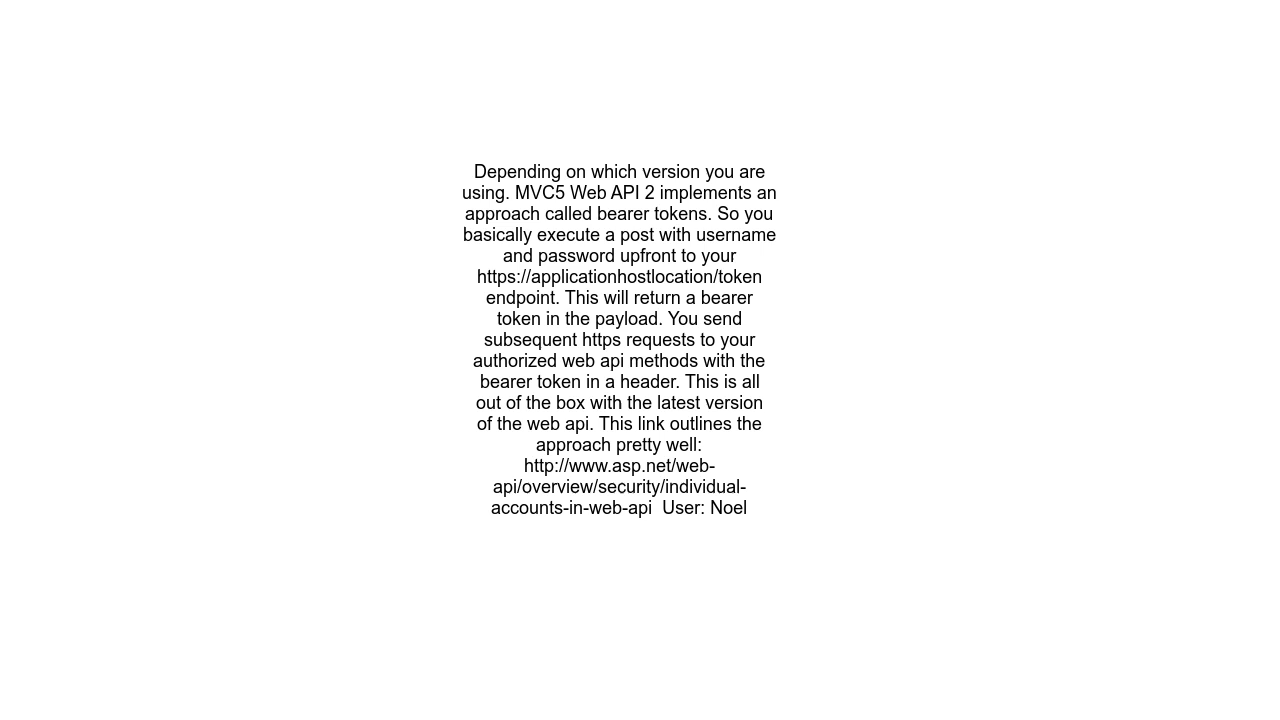 Depending on which version you are
using. MVC5 Web API 2 implements an
approach called bearer tokens. So you
basically execute a post with username
and password upfront to your
https://applicationhostlocation/token
endpoint. This will return a bearer
token in the payload. You send
subsequent https requests to your
authorized web api methods with the
bearer token in a header. This is all
out of the box with the latest version
of the web api. This link outlines the
approach pretty well:
http://www.asp.net/web-
api/overview/security/individual-
accounts-in-web-api  User: Noel